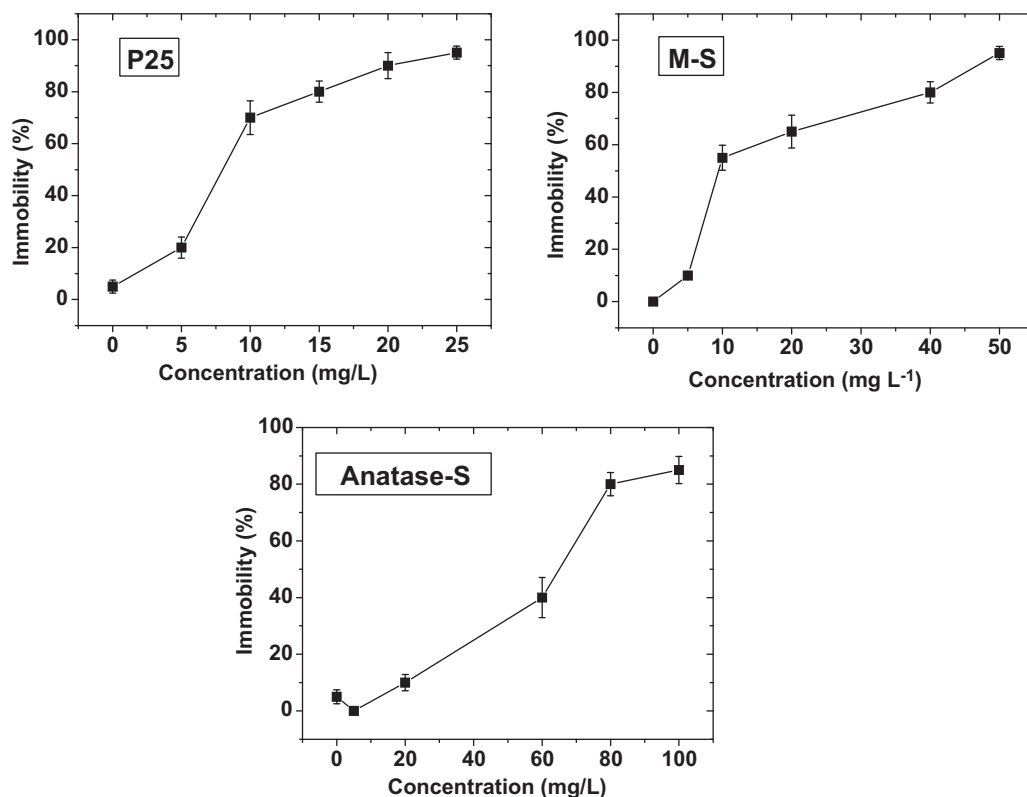 P25
Immobility (%)
100
80
60
40
20
0
0 5 10 15 20 25
Concentration (mg/L)
M-S
Immobility (%)
100
80
60
40
20
0
0 10 20 30 40 50
Concentration (mg L-1)
Anatase-S
Immobility (%)
100
80
60
40
20
0
0 20 40 60 80 100
Concentration (mg/L)